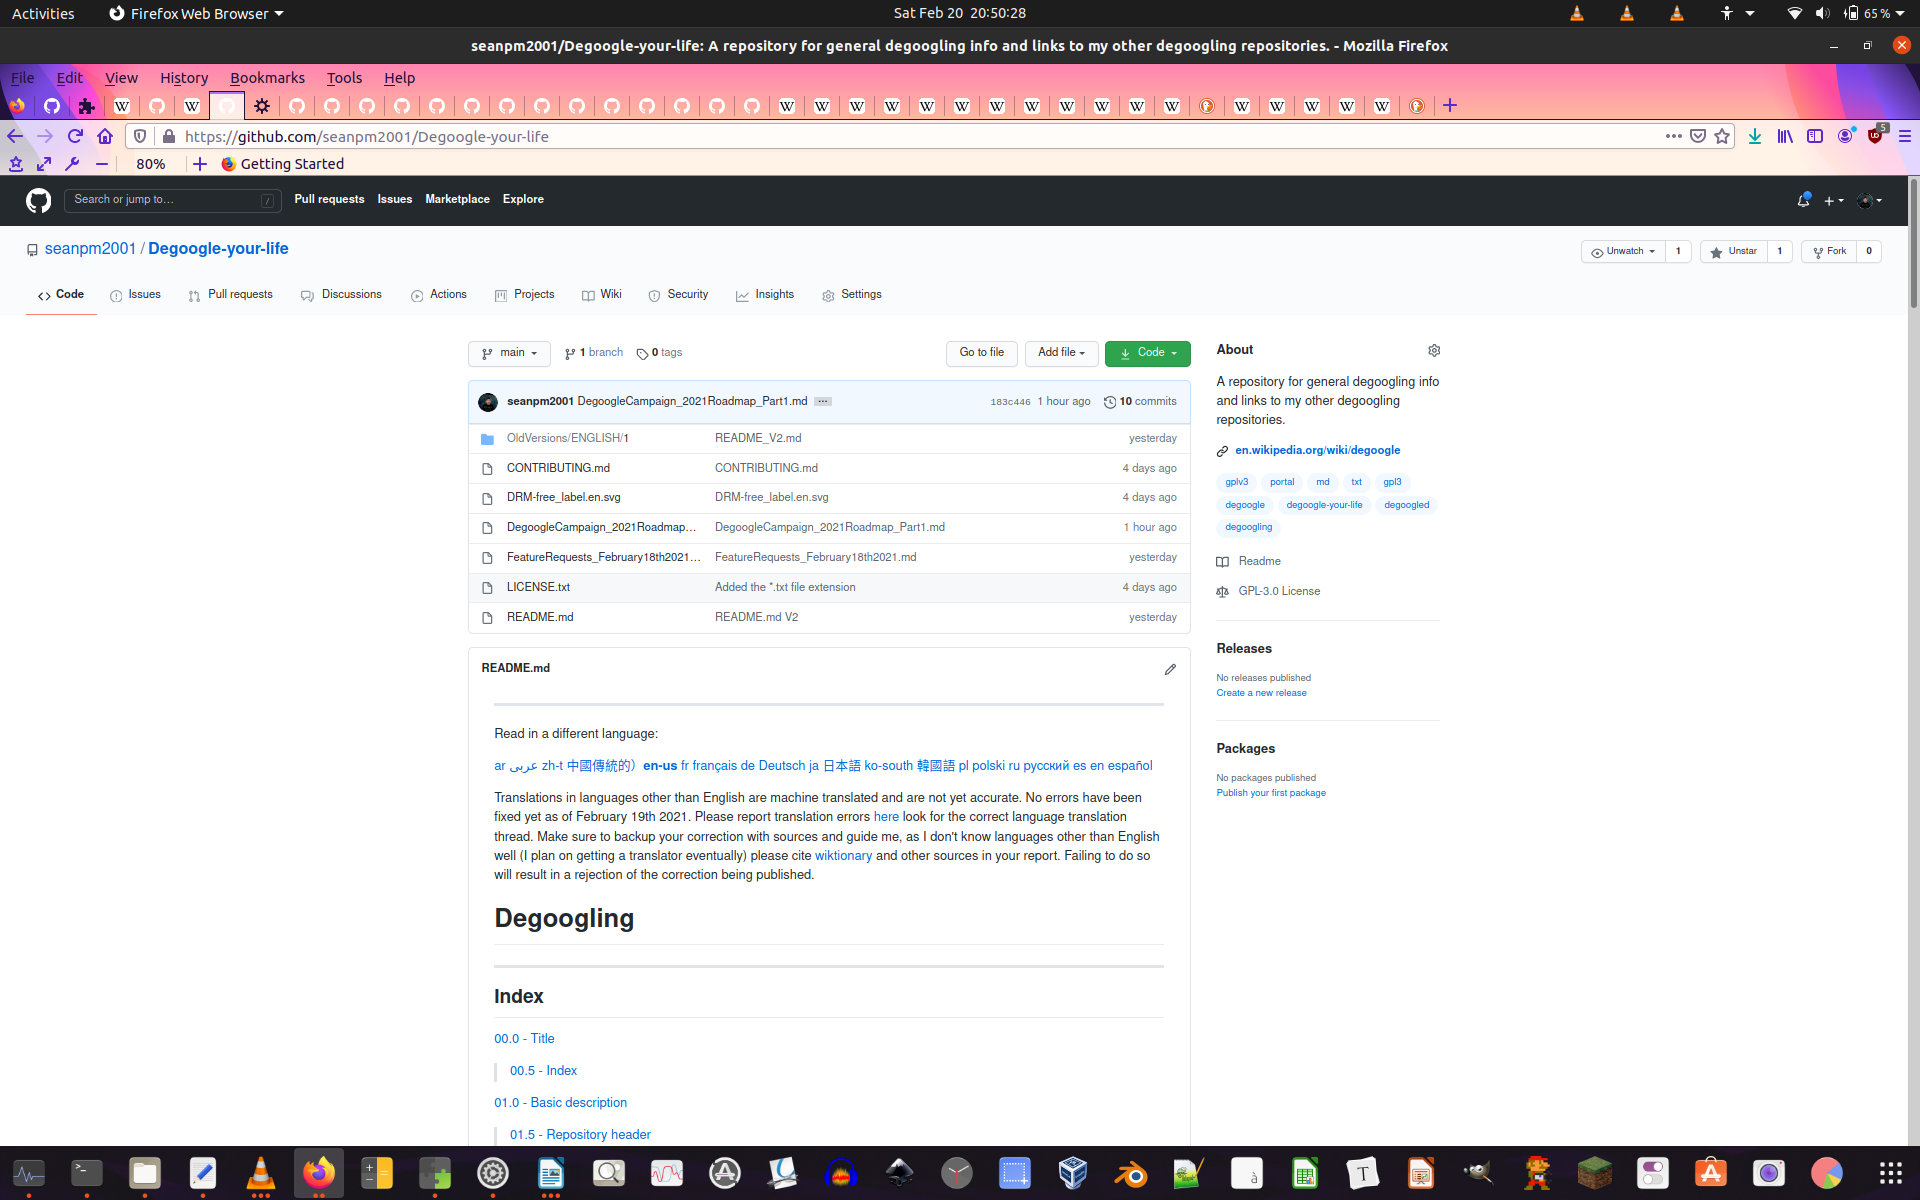 Activities Firefox Web Browser Sat Feb 20 20:50:28 65 %
seanpm2001/Degoogle-your-life: A repository for general degoogling info and links to my other degoogling repositories. - Mozilla Firefox
File Edit View History Bookmarks Tools Help
https://github.com/seanpm2001/Degoogle-your-life 5
80% Getting Started
Search or jump to… / Pull requests Issues Marketplace Explore
seanpm2001 / Degoogle-your-life Unwatch 1 Unstar 1 Fork 0
Code Issues Pull requests Discussions Actions Projects Wiki Security Insights Settings
main 1 branch 0 tags Go to file Add file Code
seanpm2001 DegoogleCampaign_2021Roadmap_Part1.md ... 183c446 1 hour ago 10 commits
OldVersions/ENGLISH/1 README_V2.md yesterday
CONTRIBUTING.md CONTRIBUTING.md 4 days ago
DRM-free_label.en.svg DRM-free_label.en.svg 4 days ago
DegoogleCampaign_2021Roadmap... DegoogleCampaign_2021Roadmap_Part1.md 1 hour ago
FeatureRequests_February18th2021... FeatureRequests_February18th2021.md yesterday
LICENSE.txt Added the *.txt file extension 4 days ago
README.md README.md V2 yesterday
About
A repository for general degoogling info
and links to my other degoogling
repositories.
en.wikipedia.org/wiki/degoogle
gplv3 portal md txt gpl3
degoogle degoogle-your-life degoogled
degoogling
Readme
GPL-3.0 License
Releases
No releases published
Create a new release
Packages
No packages published
Publish your first package
README.md
Read in a different language:
ar عربى zh-t 中國傳統的） en-us fr français de Deutsch ja 日本語 ko-south 韓國語 pl polski ru русский es en español
Translations in languages other than English are machine translated and are not yet accurate. No errors have been
fixed yet as of February 19th 2021. Please report translation errors here look for the correct language translation
thread. Make sure to backup your correction with sources and guide me, as I don't know languages other than English
well (I plan on getting a translator eventually) please cite wiktionary and other sources in your report. Failing to do so
will result in a rejection of the correction being published.
Degoogling
Index
00.0 - Title
00.5 - Index
01.0 - Basic description
01.5 - Repository header